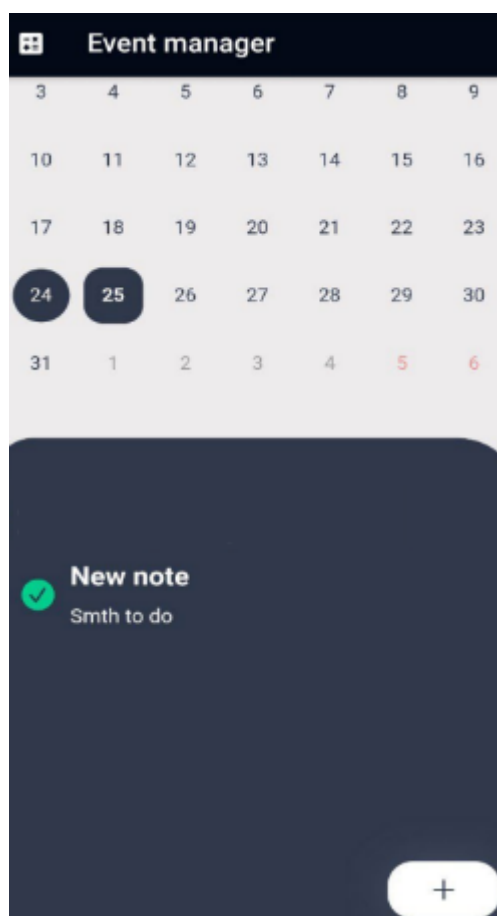 Event manager
3 4 5 6 7 8 9
10 11 12 13 14 15 16
17 18 19 20 21 22 23
24 25 26 27 28 29 30
31 1 2 3 4 5 6
New note
Smth to do
+